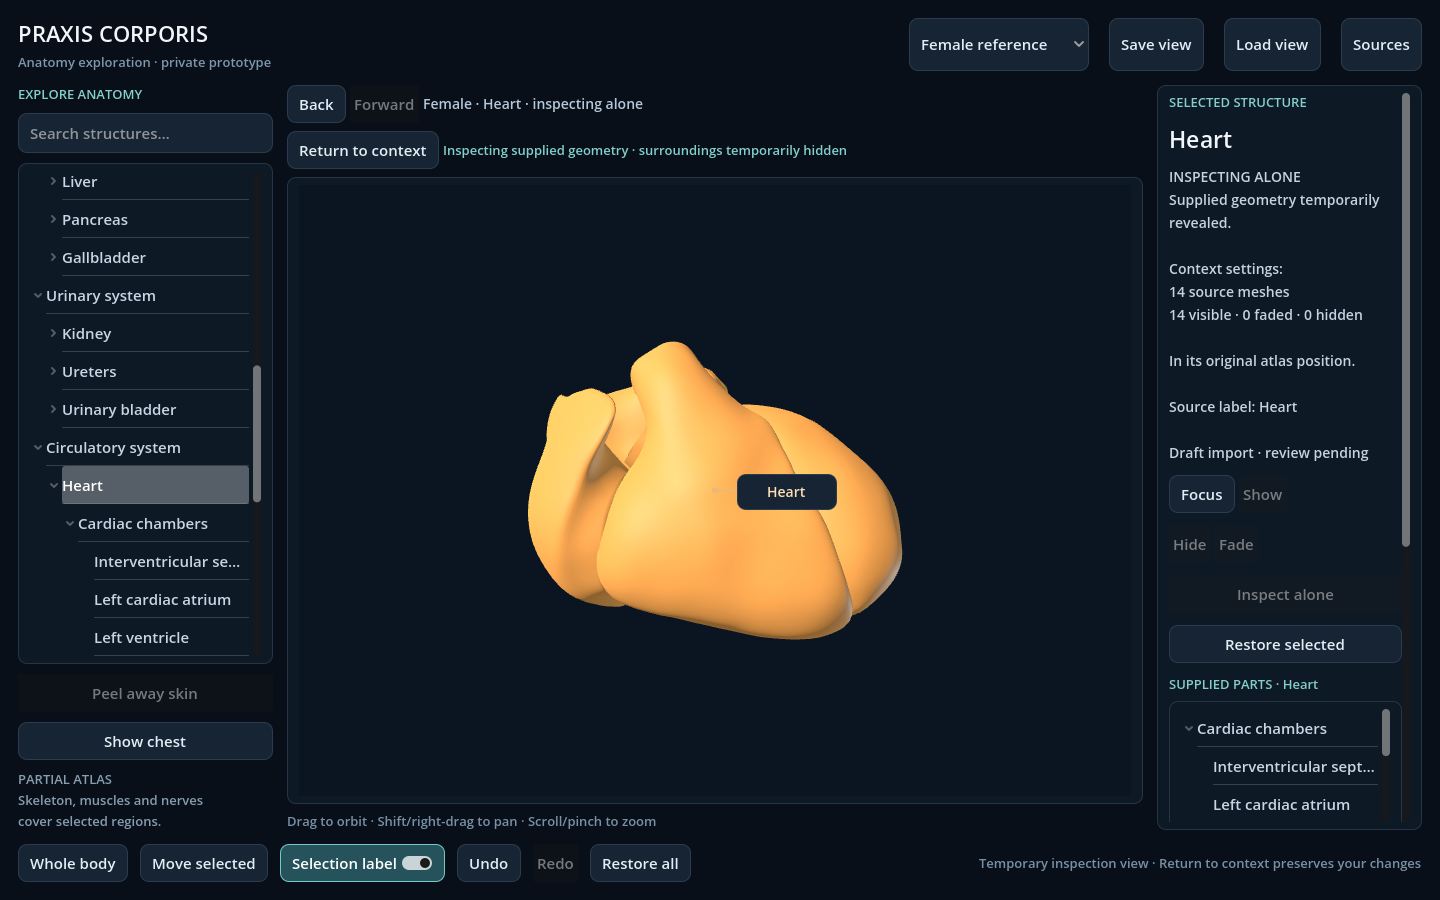 PRAXIS CORPORIS
Anatomy exploration · private prototype
Female reference
Save view
Load view
Sources
EXPLORE ANATOMY
Search structures...
Liver
Pancreas
Gallbladder
Urinary system
Kidney
Ureters
Urinary bladder
Circulatory system
Heart
Cardiac chambers
Interventricular se...
Left cardiac atrium
Left ventricle
Peel away skin
Show chest
PARTIAL ATLAS
Skeleton, muscles and nerves
cover selected regions.
Back
Forward
Female · Heart · inspecting alone
Return to context
Inspecting supplied geometry · surroundings temporarily hidden
Heart
Drag to orbit · Shift/right-drag to pan · Scroll/pinch to zoom
SELECTED STRUCTURE
Heart
INSPECTING ALONE
Supplied geometry temporarily
revealed.
Context settings:
14 source meshes
14 visible · 0 faded · 0 hidden
In its original atlas position.
Source label: Heart
Draft import · review pending
Focus
Show
Hide
Fade
Inspect alone
Restore selected
SUPPLIED PARTS · Heart
Cardiac chambers
Interventricular sept...
Left cardiac atrium
Whole body
Move selected
Selection label
Undo
Redo
Restore all
Temporary inspection view · Return to context preserves your changes